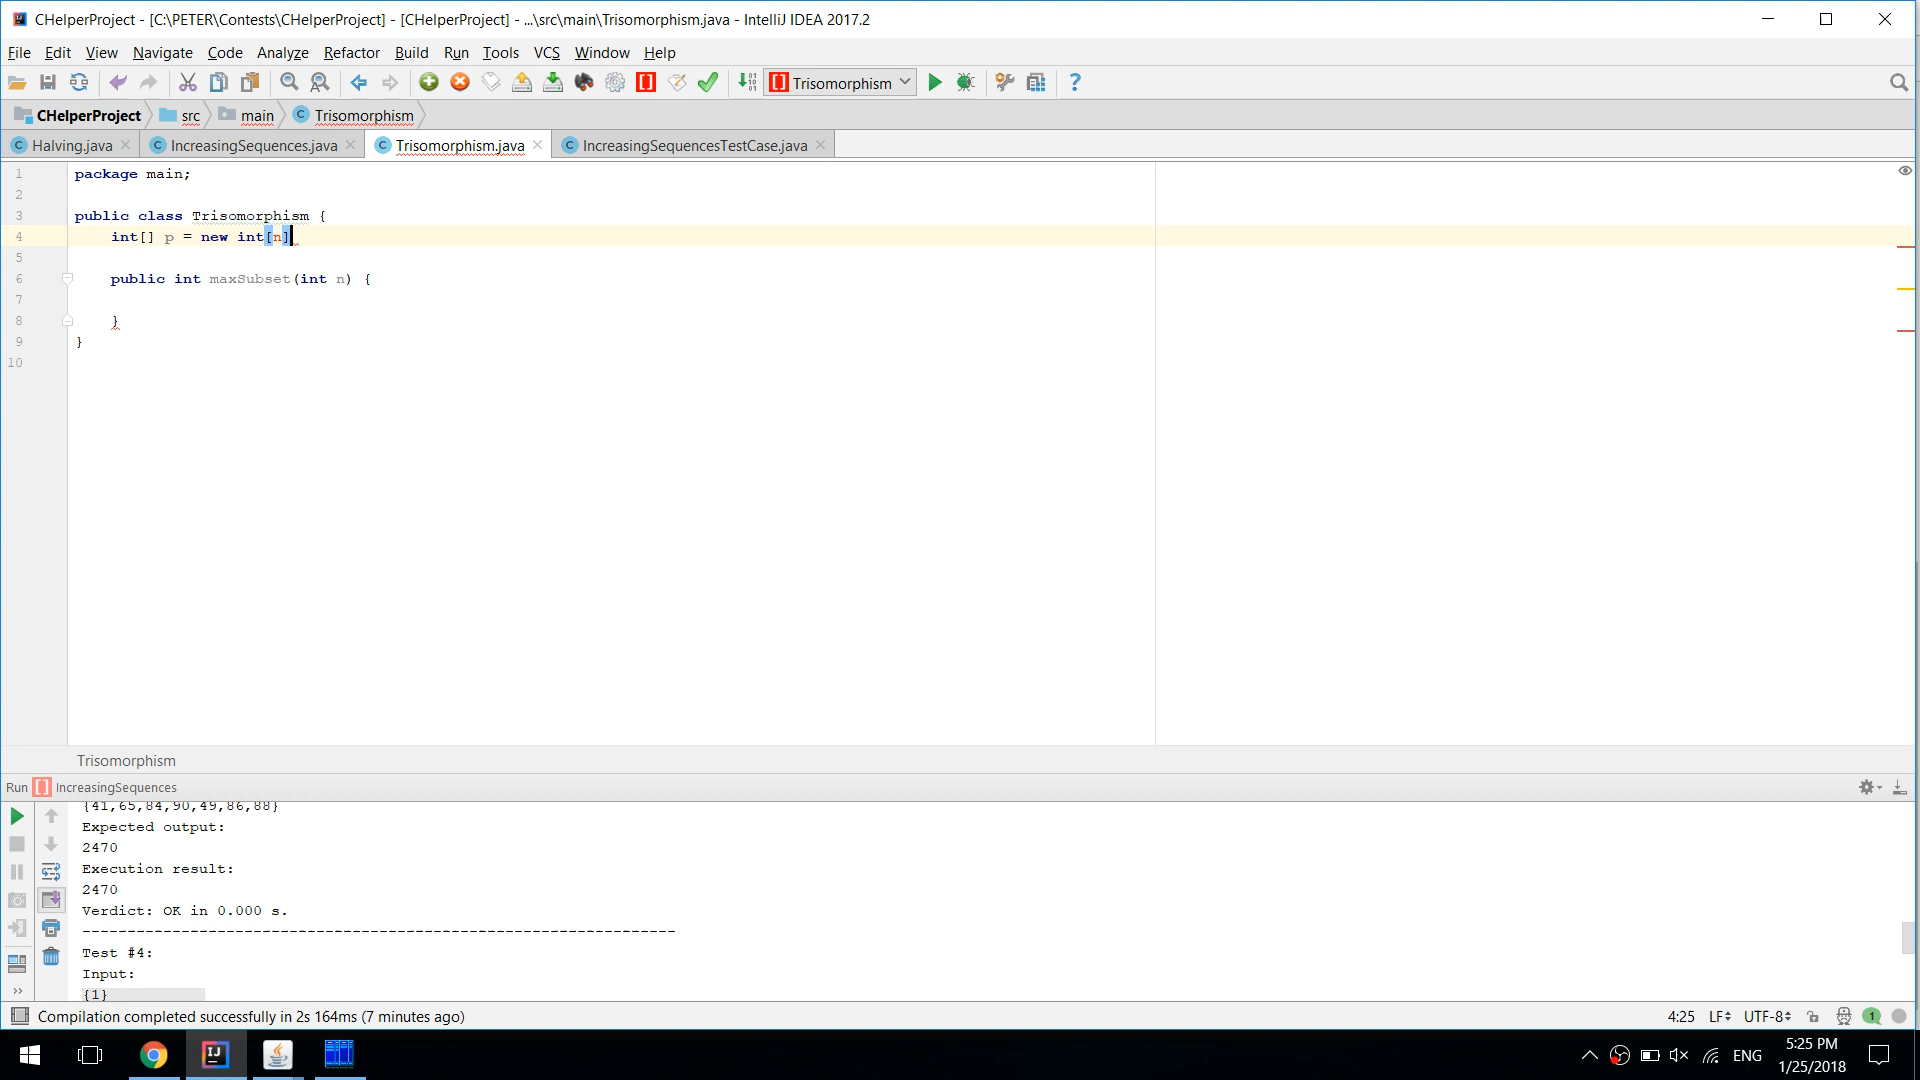 CHelperProject - [C:\PETER\Contests\CHelperProject] - [CHelperProject] - ...\src\main\Trisomorphism.java - IntelliJ IDEA 2017.2
File Edit View Navigate Code Analyze Refactor Build Run Tools VCS Window Help
Trisomorphism
CHelperProject src main Trisomorphism
Halving.java IncreasingSequences.java Trisomorphism.java IncreasingSequencesTestCase.java
1 package main;
2
3 public class Trisomorphism {
4 int[] p = new int[n]
5
6 public int maxSubset(int n) {
7
8 }
9 }
10
Trisomorphism
Run IncreasingSequences
{41,65,84,90,49,86,88}
Expected output:
2470
Execution result:
2470
Verdict: OK in 0.000 s.
------------------------------------------------------------------
Test #4:
Input:
{1}
Compilation completed successfully in 2s 164ms (7 minutes ago) 4:25 LF UTF-8 1
ENG 5:25 PM
1/25/2018